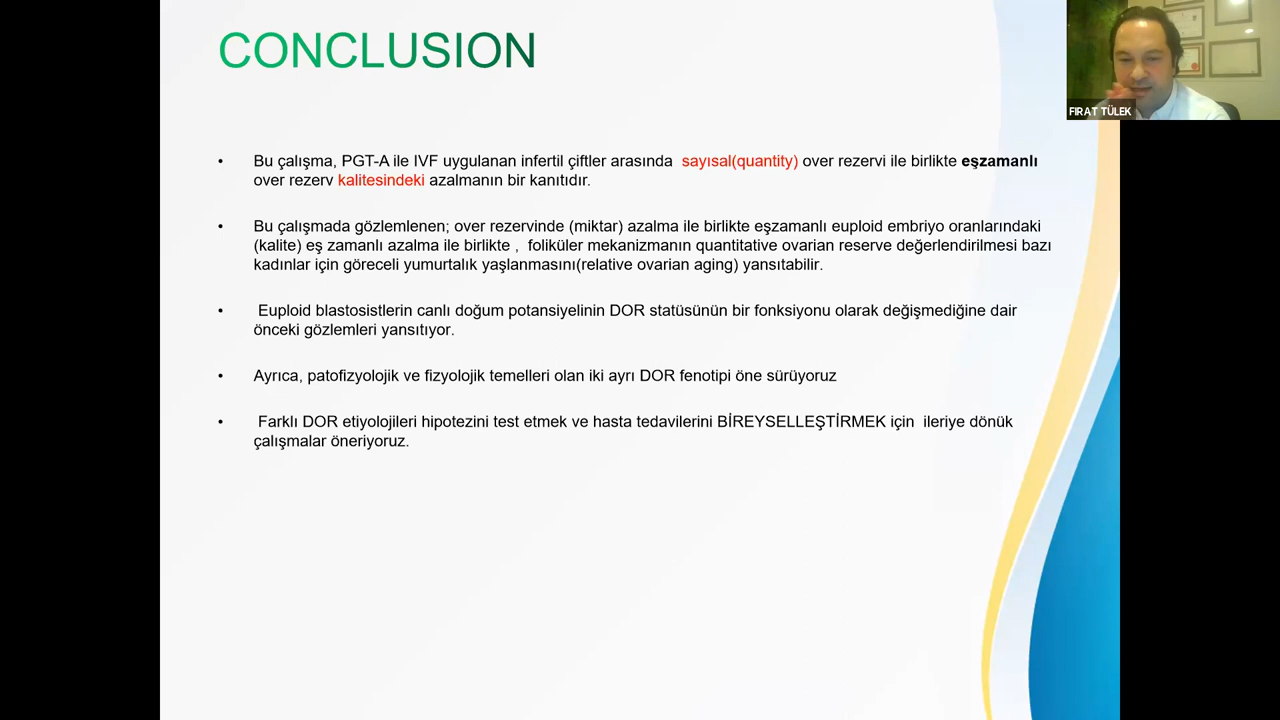 CONCLUSION
FIRAT TÜLEK
• Bu çalışma, PGT-A ile IVF uygulanan infertil çiftler arasında sayısal(quantity) over rezervi ile birlikte eşzamanlı
over rezerv kalitesindeki azalmanın bir kanıtıdır.
• Bu çalışmada gözlemlenen; over rezervinde (miktar) azalma ile birlikte eşzamanlı euploid embriyo oranlarındaki
(kalite) eş zamanlı azalma ile birlikte , foliküler mekanizmanın quantitative ovarian reserve değerlendirilmesi bazı
kadınlar için göreceli yumurtalık yaşlanmasını(relative ovarian aging) yansıtabilir.
• Euploid blastosistlerin canlı doğum potansiyelinin DOR statüsünün bir fonksiyonu olarak değişmediğine dair
önceki gözlemleri yansıtıyor.
• Ayrıca, patofizyolojik ve fizyolojik temelleri olan iki ayrı DOR fenotipi öne sürüyoruz
• Farklı DOR etiyolojileri hipotezini test etmek ve hasta tedavilerini BİREYSELLEŞTİRMEK için ileriye dönük
çalışmalar öneriyoruz.